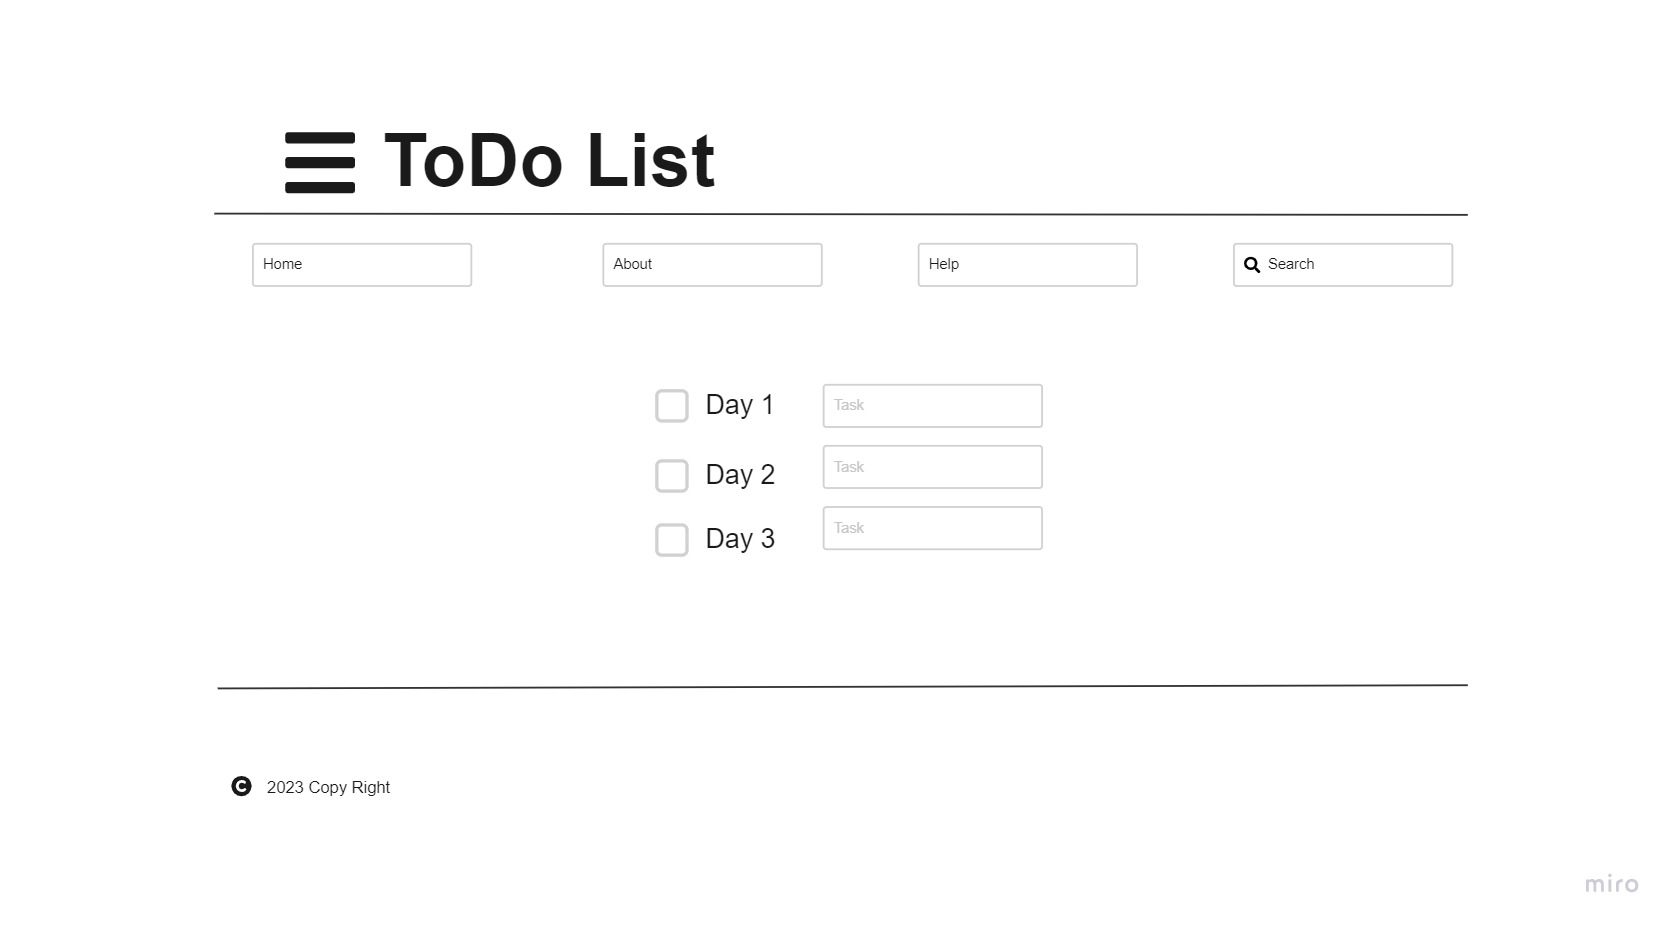 ToDo List
Home
About
Help
Search
Day 1
Task
Day 2
Task
Day 3
Task
2023 Copy Right
miro